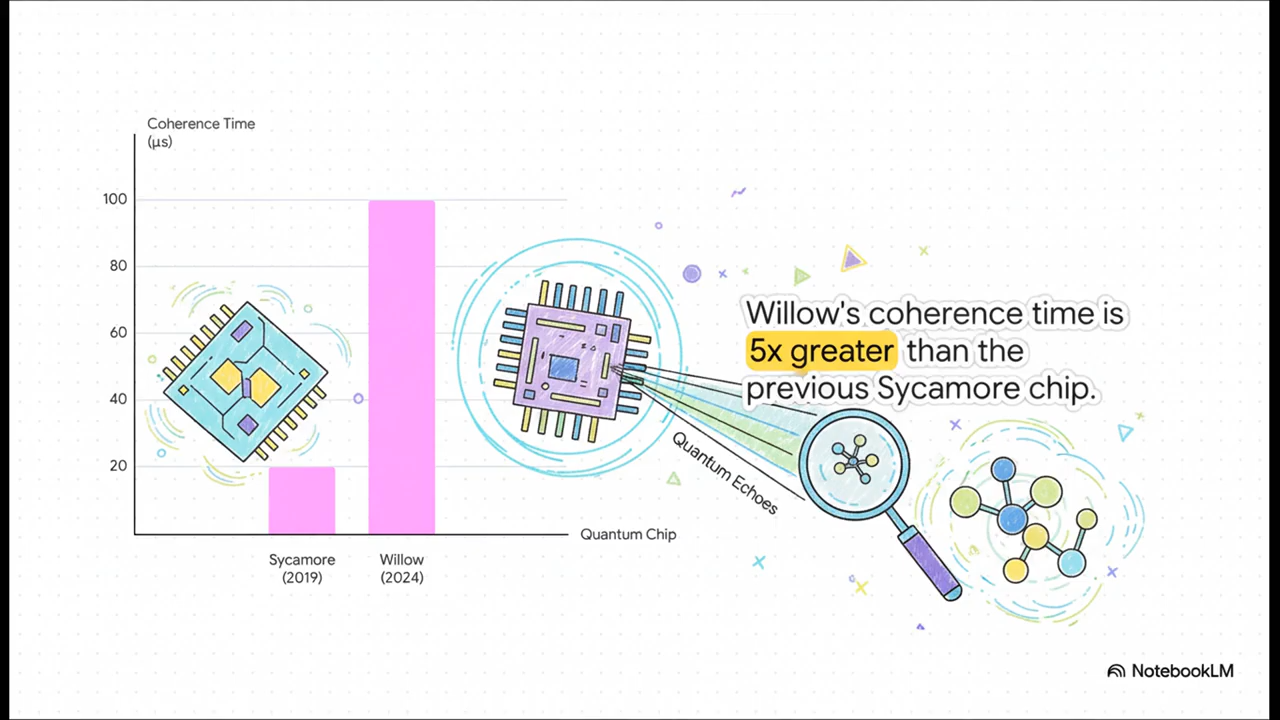 Coherence Time
(µs)
100
80
60
40
20
Sycamore
(2019)
Willow
(2024)
Quantum Chip
Quantum Echoes
Willow's coherence time is
5x greater than the
previous Sycamore chip.
NotebookLM